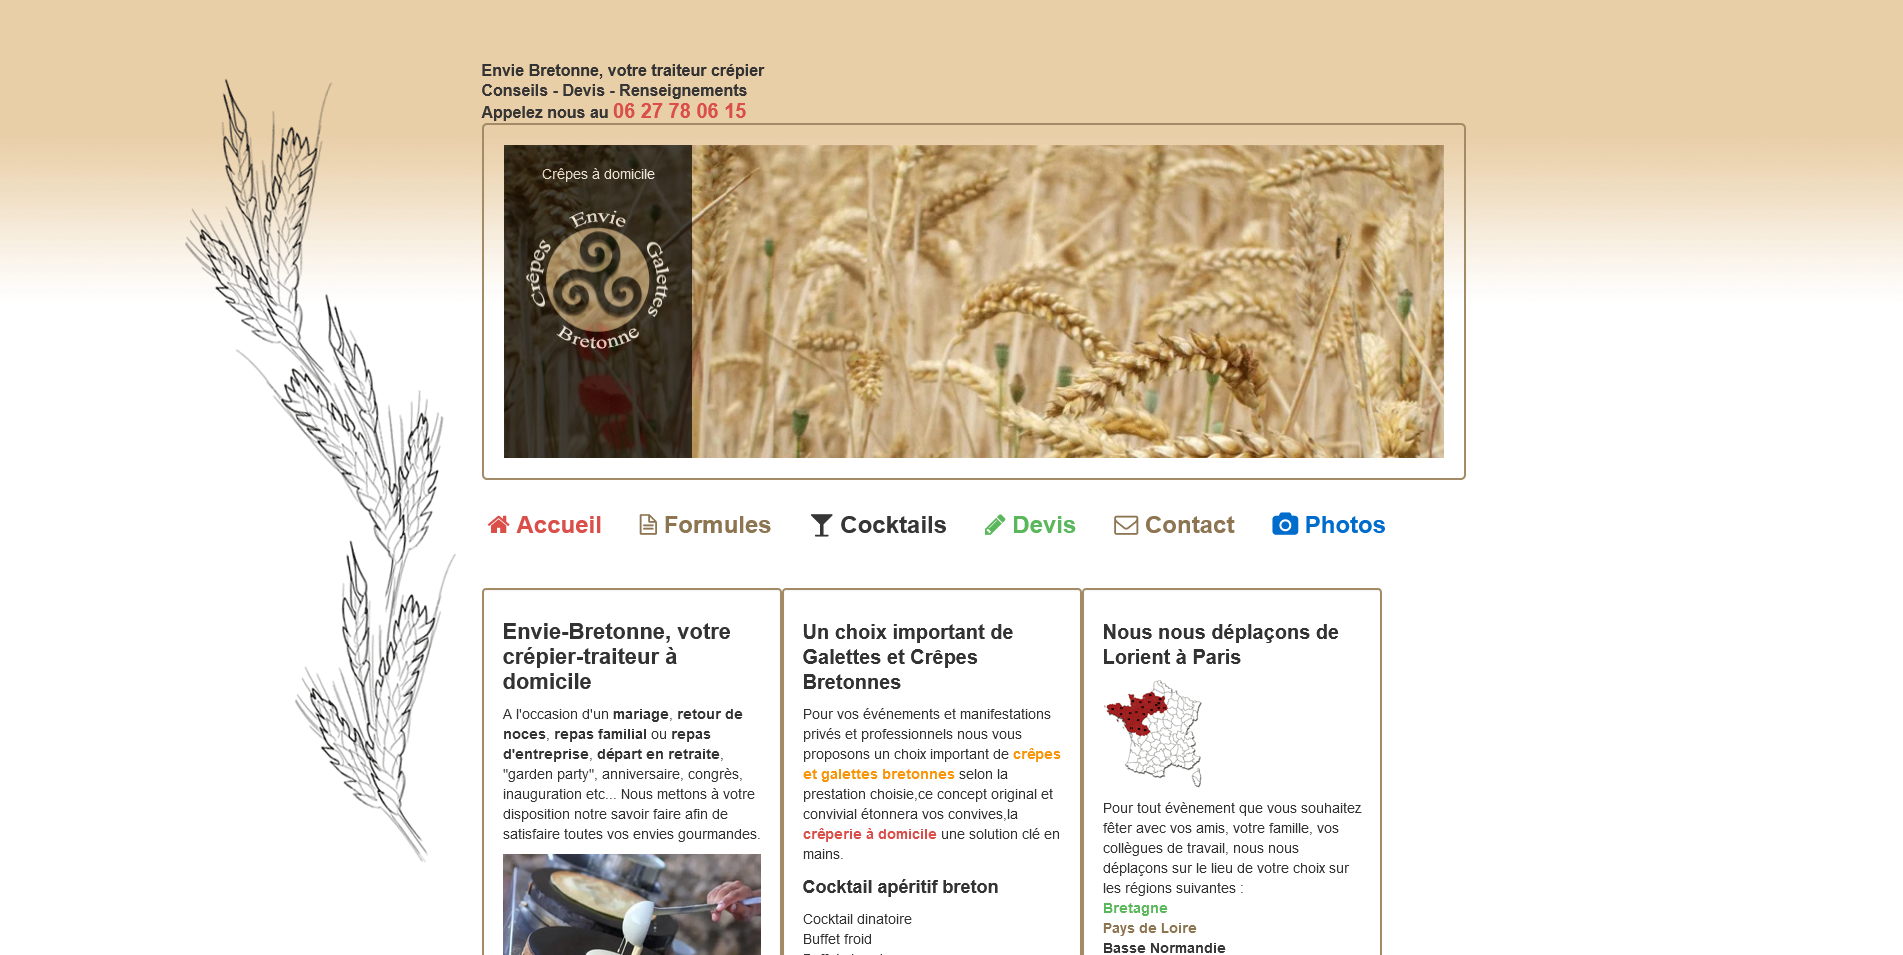 Envie Bretonne, votre traiteur crépier
Conseils - Devis - Renseignements
Appelez nous au 06 27 78 06 15
Crêpes à domicile
Envie
Crêpes
Galettes
Bretonne
Accueil
Formules
Cocktails
Devis
Contact
Photos
Envie-Bretonne, votre
crépier-traiteur à
domicile
A l'occasion d'un mariage, retour de
noces, repas familial ou repas
d'entreprise, départ en retraite,
"garden party", anniversaire, congrès,
inauguration etc... Nous mettons à votre
disposition notre savoir faire afin de
satisfaire toutes vos envies gourmandes.
Un choix important de
Galettes et Crêpes
Bretonnes
Pour vos événements et manifestations
privés et professionnels nous vous
proposons un choix important de crêpes
et galettes bretonnes selon la
prestation choisie,ce concept original et
convivial étonnera vos convives,la
crêperie à domicile une solution clé en
mains.
Cocktail apéritif breton
Cocktail dinatoire
Buffet froid
Nous nous déplaçons de
Lorient à Paris
Pour tout évènement que vous souhaitez
fêter avec vos amis, votre famille, vos
collègues de travail, nous nous
déplaçons sur le lieu de votre choix sur
les régions suivantes :
Bretagne
Pays de Loire
Basse Normandie